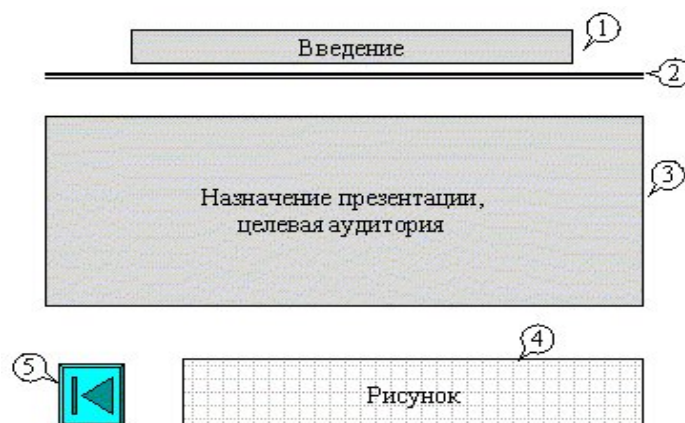 1
Введение
2
3
Назначение презентации,
целевая аудитория
4
5
Рисунок